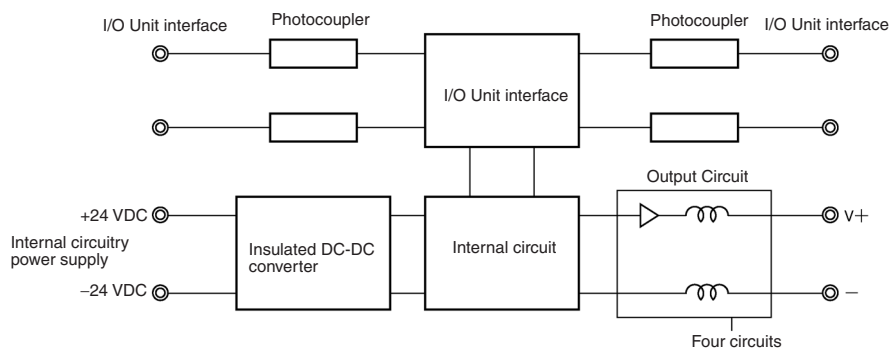 I/O Unit interface
Photocoupler
Photocoupler
I/O Unit interface
I/O Unit interface
Output Circuit
+24 VDC
Internal circuitry
power supply
−24 VDC
Insulated DC-DC
converter
Internal circuit
V+
−
Four circuits